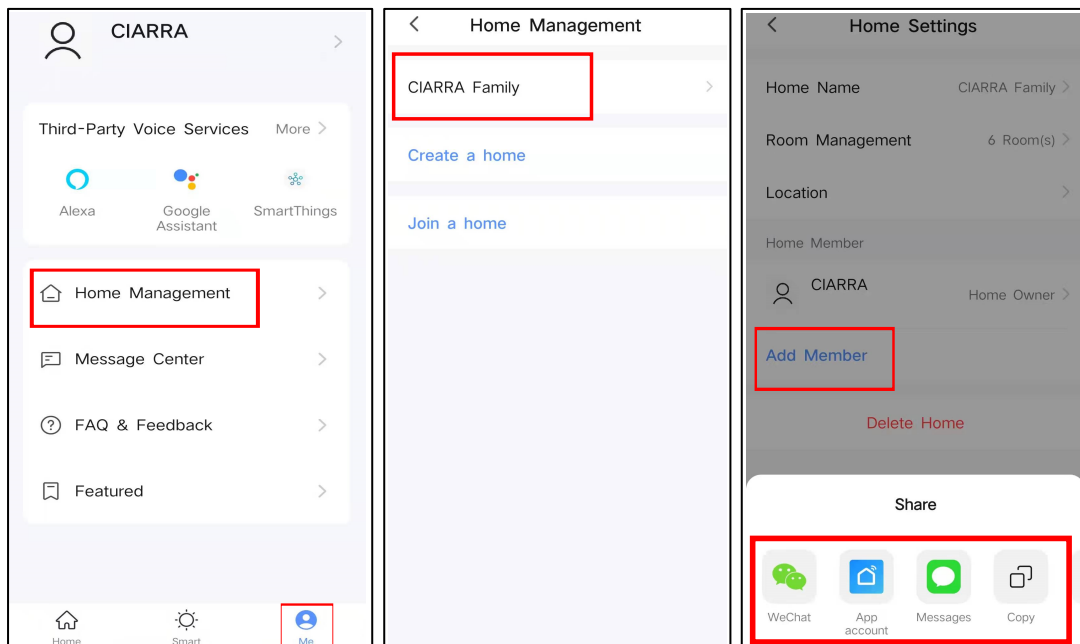 CIARRA
Third-Party Voice Services More
Alexa
Google
Assistant
SmartThings
Home Management
Message Center
FAQ & Feedback
Featured
Home
Smart
Me
Home Management
CIARRA Family
Create a home
Join a home
Home Settings
Home Name CIARRA Family
Room Management 6 Room(s)
Location
Home Member
CIARRA
Home Owner
Add Member
Delete Home
Share
WeChat
App
account
Messages
Copy